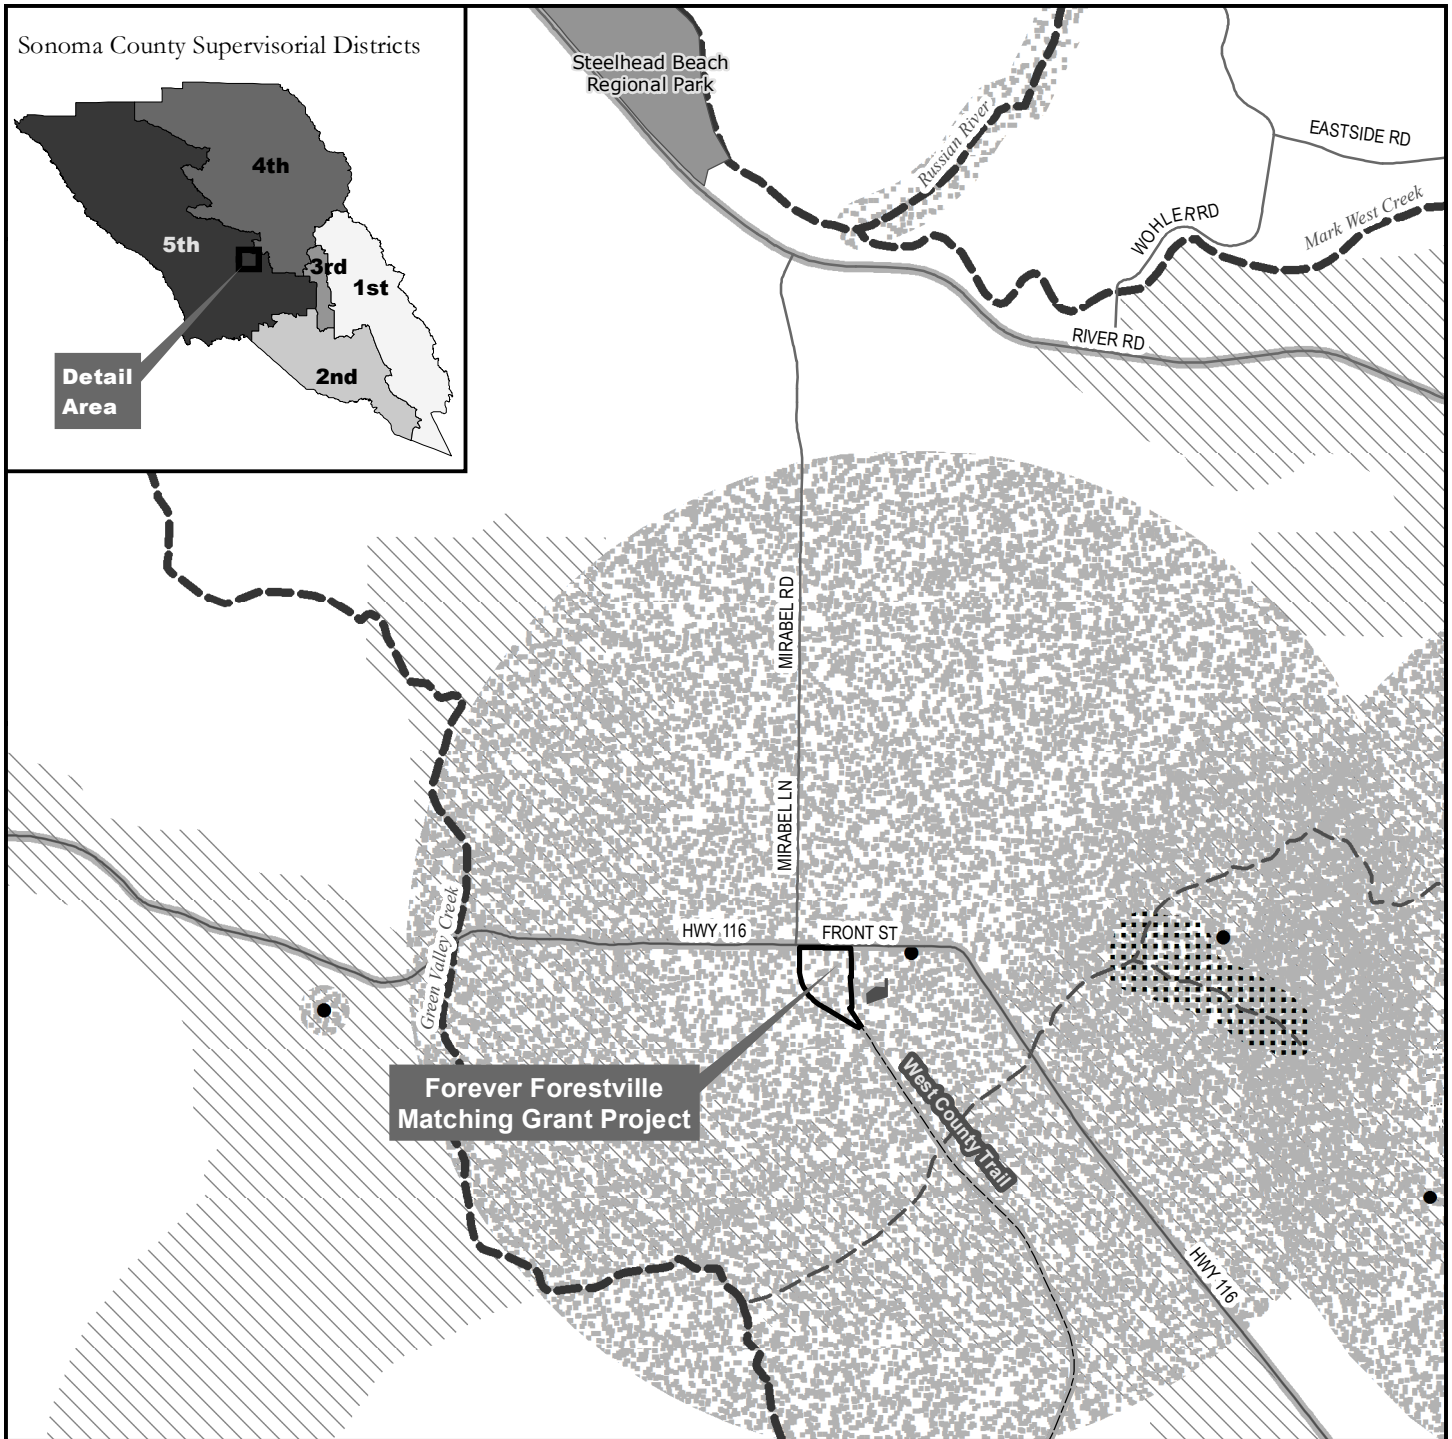 Sonoma County Supervisorial Districts
4th
5th
3rd
1st
2nd
Detail
Area
Steelhead Beach
Regional Park
Russian River
EASTSIDE RD
WOHLERRD
Mark West Creek
RIVER RD
MIRABEL RD
MIRABEL LN
Green Valley Creek
HWY 116
FRONT ST
Forever Forestville
Matching Grant Project
West County Trail
HWY 116